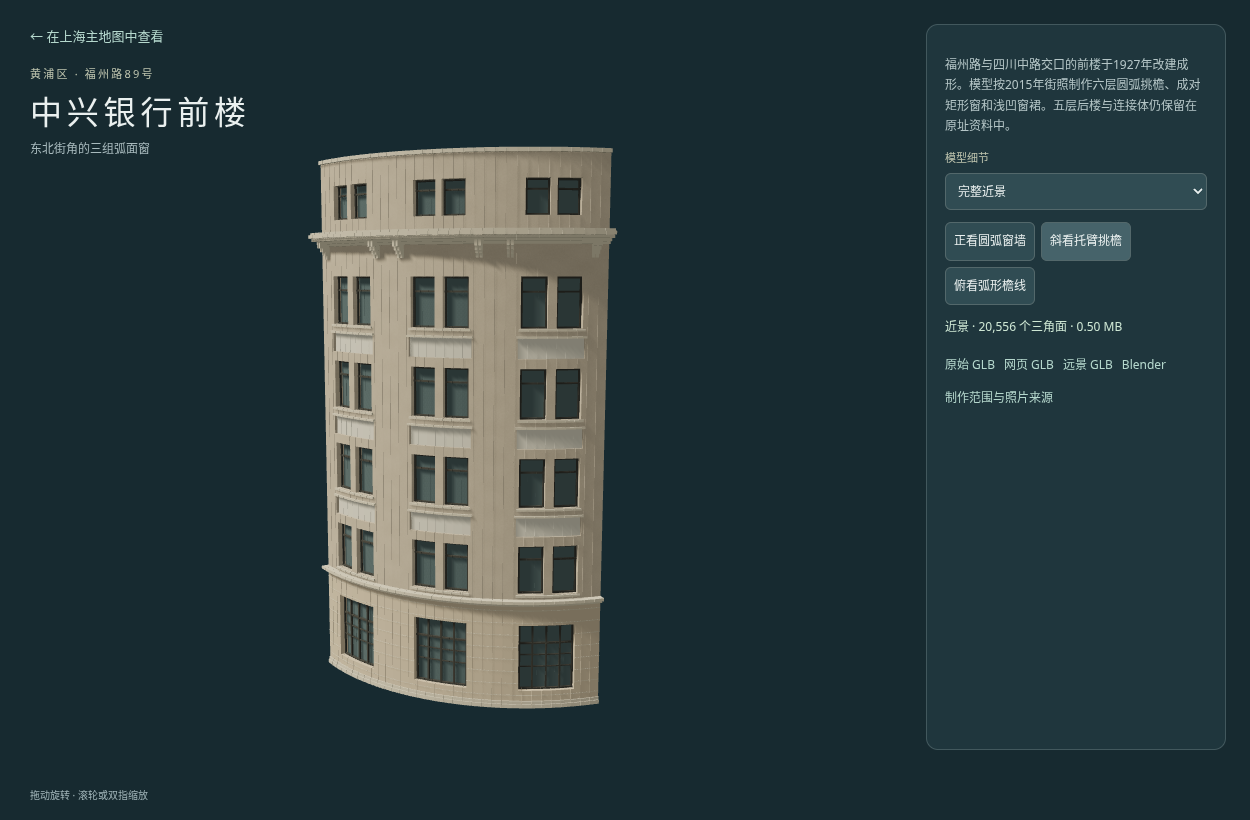 ← 在上海主地图中查看
黄浦区 · 福州路89号
中兴银行前楼
东北街角的三组弧面窗
福州路与四川中路交口的前楼于1927年改建成
形。模型按2015年街照制作六层圆弧挑檐、成对
矩形窗和浅凹窗裙。五层后楼与连接体仍保留在
原址资料中。
模型细节
完整近景
正看圆弧窗墙
斜看托臂挑檐
俯看弧形檐线
近景 · 20,556 个三角面 · 0.50 MB
原始 GLB 网页 GLB 远景 GLB Blender
制作范围与照片来源
拖动旋转 · 滚轮或双指缩放